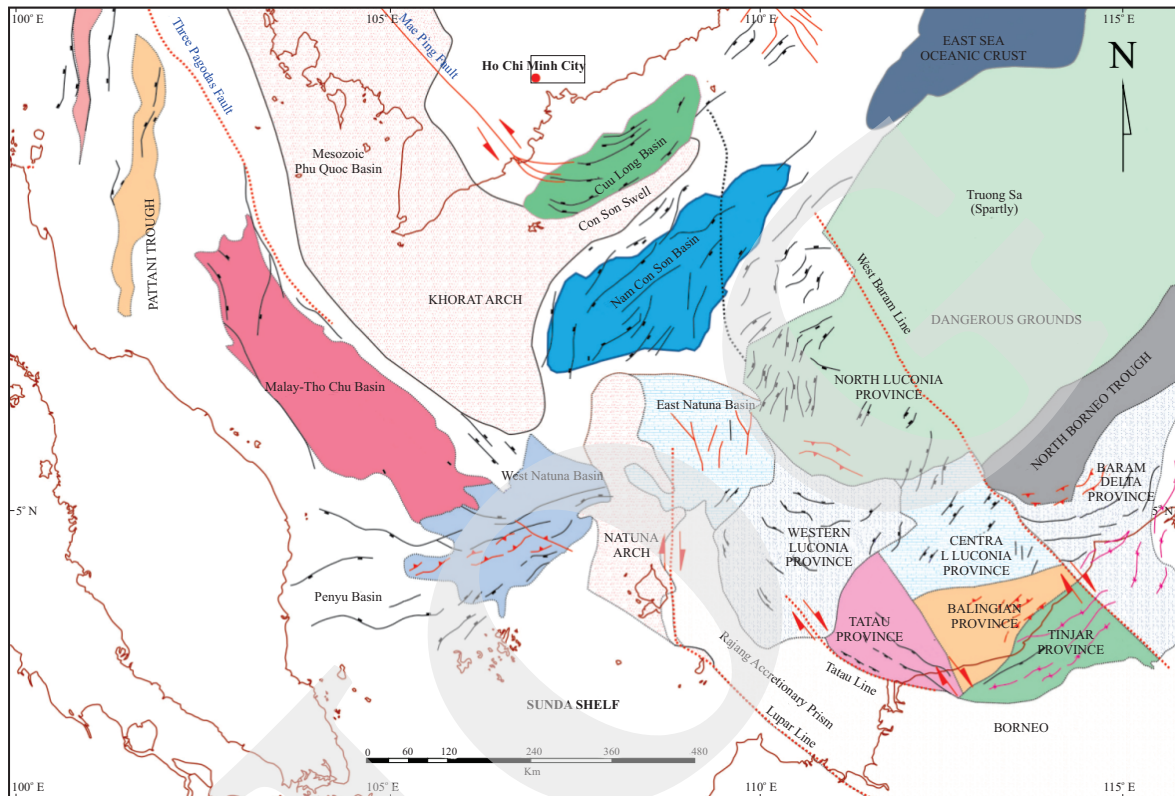 100° E
105° E
110° E
115° E
Three Pagodas Fault
Mae Ping Fault
Ho Chi Minh City
EAST SEA
OCEANIC CRUST
N
Mesozoic
Phu Quoc Basin
Cuu Long Basin
Con Son Swell
Truong Sa
(Spartly)
PATTANI TROUGH
KHORAT ARCH
Nam Con Son Basin
West Baram Line
DANGEROUS GROUNDS
Malay-Tho Chu Basin
NORTH LUCONIA
PROVINCE
East Natuna Basin
NORTH BORNEO TROUGH
West Natuna Basin
BARAM
DELTA
PROVINCE
5° N
5° N
NATUNA
ARCH
WESTERN
LUCONIA
PROVINCE
CENTRA
L LUCONIA
PROVINCE
Penyu Basin
TATAU
PROVINCE
BALINGIAN
PROVINCE
TINJAR
PROVINCE
Rajang Accretionary Prism
Tatau Line
Lupar Line
SUNDA SHELF
BORNEO
0 60 120 240 360 480
Km
100° E
105° E
110° E
115° E